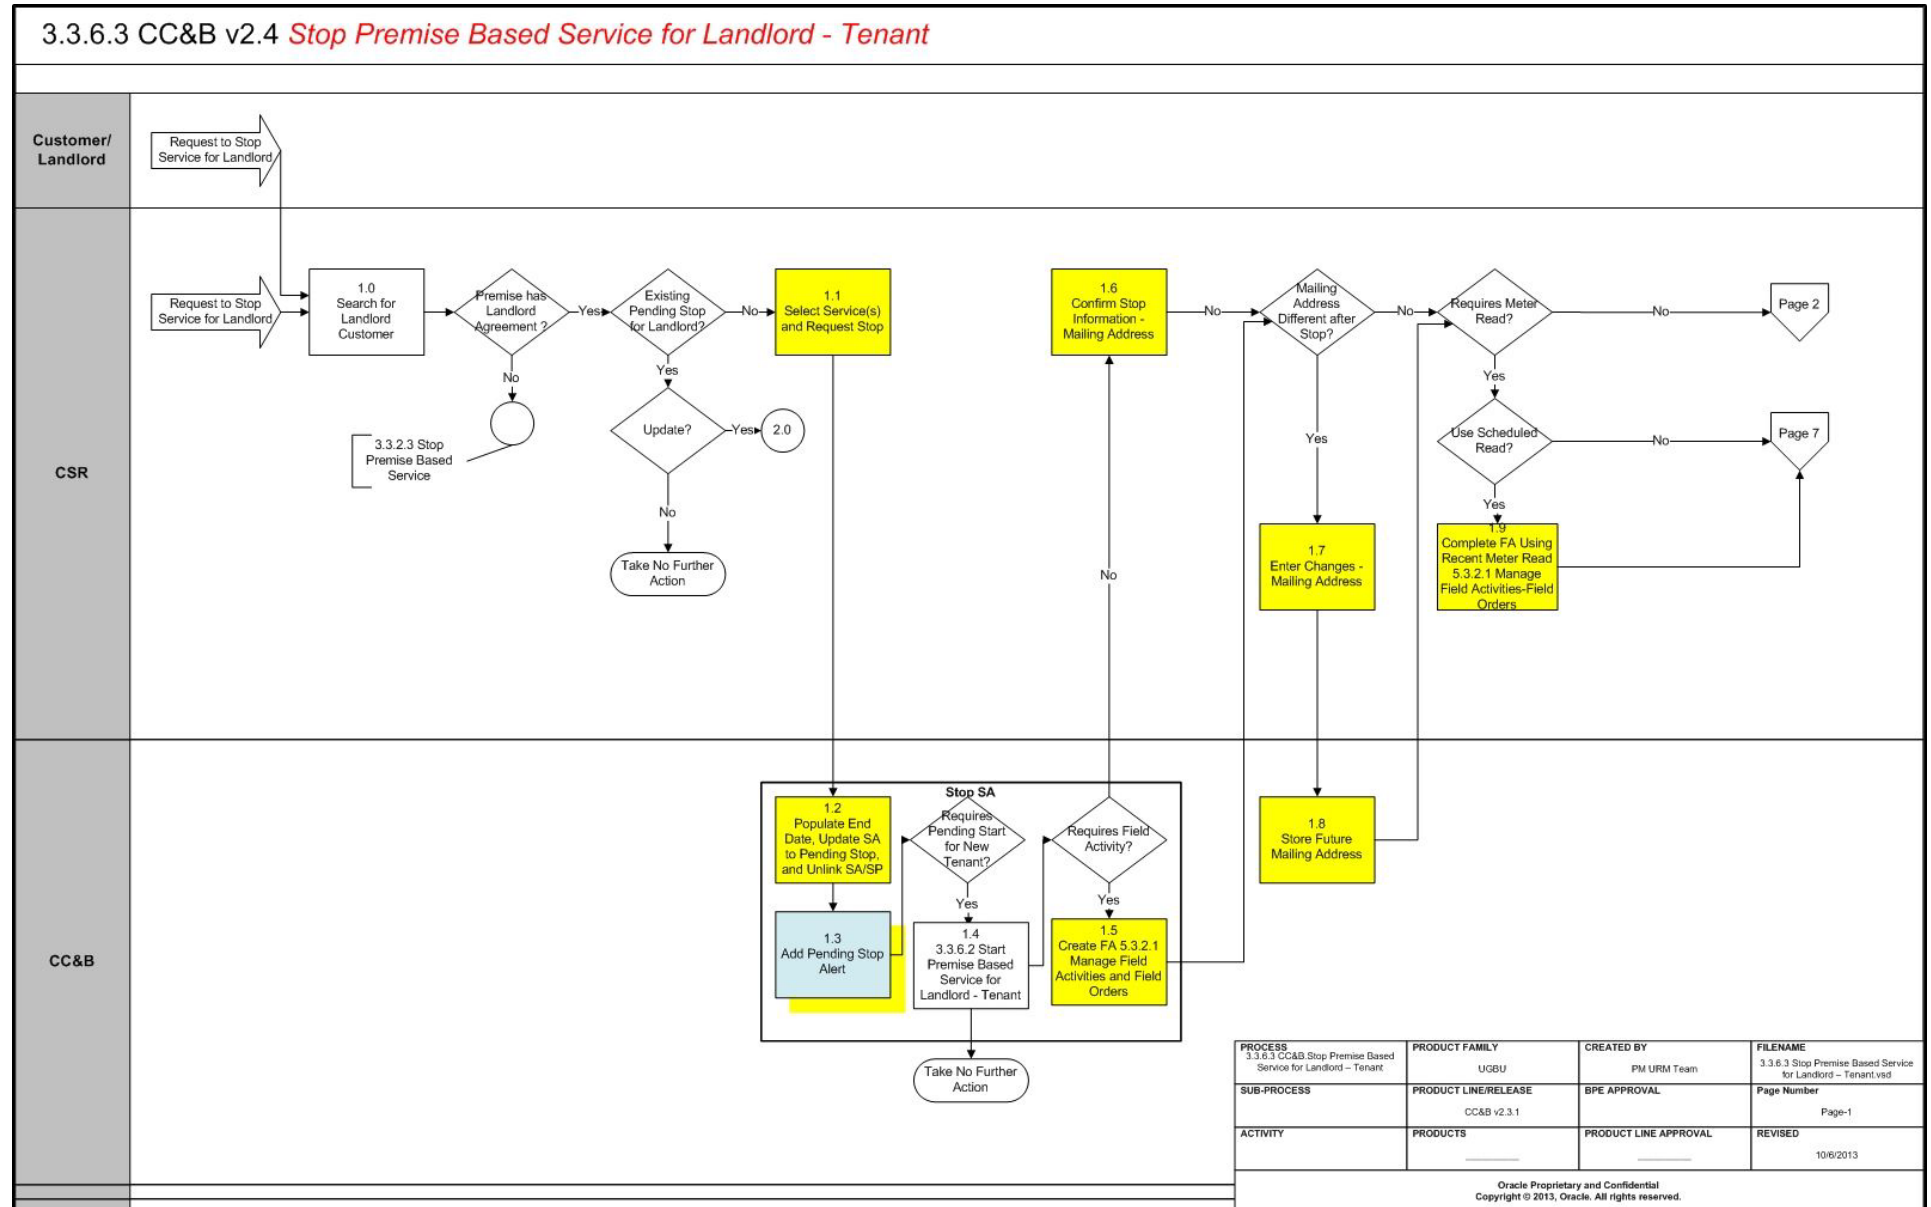 3.3.6.3 CC&B v2.4 Stop Premise Based Service for Landlord - Tenant
Customer/
Landlord
Request to Stop
Service for Landlord
CSR
Request to Stop
Service for Landlord
1.0
Search for
Landlord
Customer
Premise has
Landlord
Agreement ?
Yes
No
3.3.2.3 Stop
Premise Based
Service
Existing
Pending Stop
for Landlord?
No
Yes
Update?
Yes
2.0
No
Take No Further
Action
1.1
Select Service(s)
and Request Stop
1.6
Confirm Stop
Information -
Mailing Address
No
No
Mailing
Address
Different after
Stop?
No
Yes
1.7
Enter Changes -
Mailing Address
Requires Meter
Read?
No
Page 2
Yes
Use Scheduled
Read?
No
Page 7
Yes
1.9
Complete FA Using
Recent Meter Read
5.3.2.1 Manage
Field Activities-Field
Orders
CC&B
Stop SA
1.2
Populate End
Date, Update SA
to Pending Stop,
and Unlink SA/SP
1.3
Add Pending Stop
Alert
Requires
Pending Start
for New
Tenant?
Yes
1.4
3.3.6.2 Start
Premise Based
Service for
Landlord - Tenant
Take No Further
Action
Requires Field
Activity?
Yes
1.5
Create FA 5.3.2.1
Manage Field
Activities and Field
Orders
1.8
Store Future
Mailing Address
PROCESS
3.3.6.3 CC&B.Stop Premise Based
Service for Landlord – Tenant
PRODUCT FAMILY
UGBU
CREATED BY
PM URM Team
FILENAME
3.3.6.3 Stop Premise Based Service
for Landlord – Tenant.vsd
SUB-PROCESS
PRODUCT LINE/RELEASE
CC&B v2.3.1
BPE APPROVAL
Page Number
Page-1
ACTIVITY
PRODUCTS
PRODUCT LINE APPROVAL
REVISED
10/6/2013
Oracle Proprietary and Confidential
Copyright © 2013, Oracle. All rights reserved.